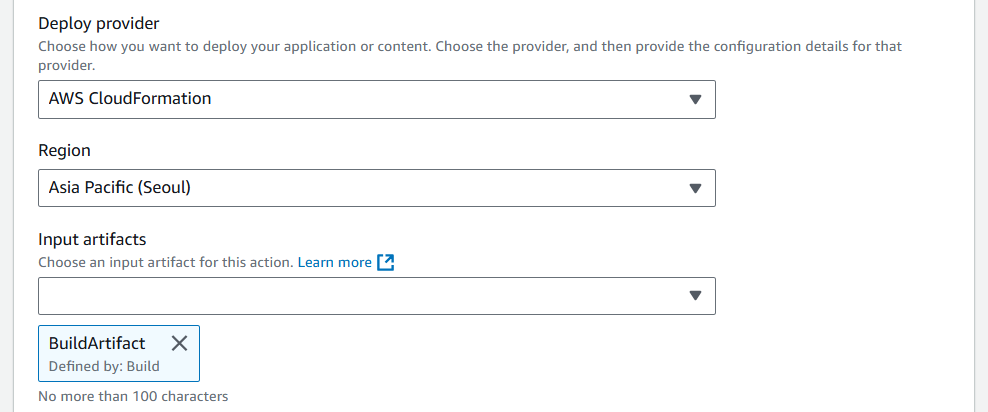 Deploy provider
Choose how you want to deploy your application or content. Choose the provider, and then provide the configuration details for that
provider.
AWS CloudFormation
Region
Asia Pacific (Seoul)
Input artifacts
Choose an input artifact for this action. Learn more
BuildArtifact
Defined by: Build
No more than 100 characters